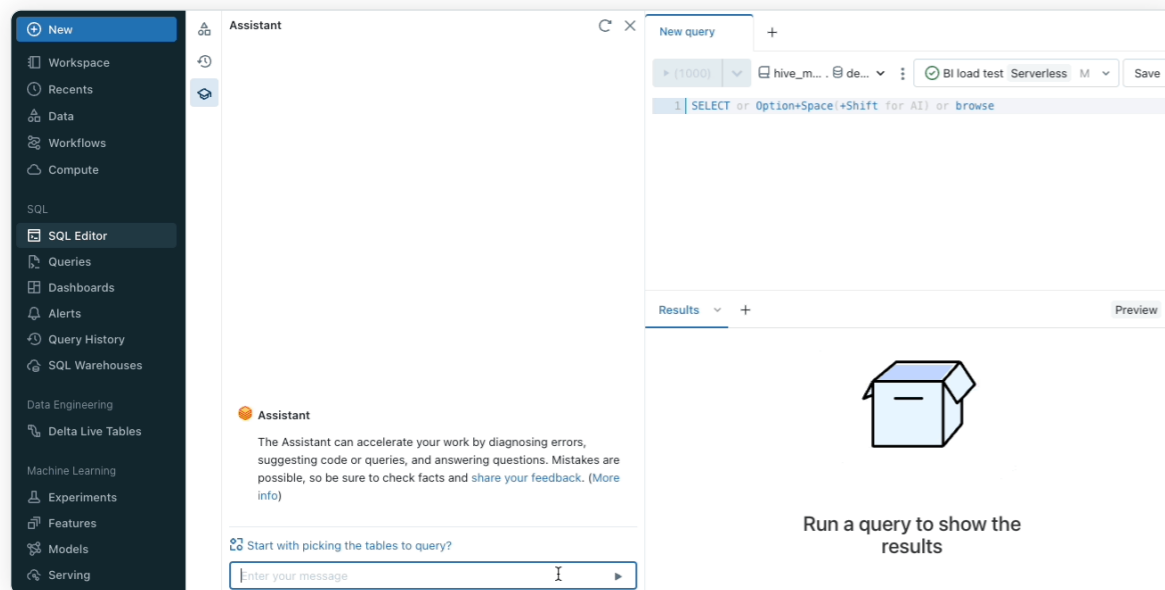 New
Workspace
Recents
Data
Workflows
Compute
SQL
SQL Editor
Queries
Dashboards
Alerts
Query History
SQL Warehouses
Data Engineering
Delta Live Tables
Machine Learning
Experiments
Features
Models
Serving
Assistant
Assistant
The Assistant can accelerate your work by diagnosing errors,
suggesting code or queries, and answering questions. Mistakes are
possible, so be sure to check facts and share your feedback. (More
info)
Start with picking the tables to query?
Enter your message
New query
(1000) hive_m... . de... BI load test Serverless M Save
1 SELECT or Option+Space(+Shift for AI) or browse
Results Preview
Run a query to show the
results